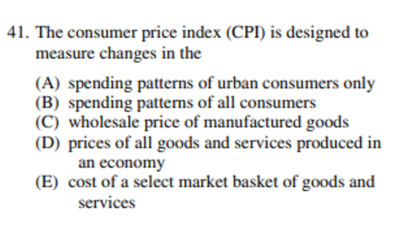 41. The consumer price index (CPI) is designed to
measure changes in the
(A) spending patterns of urban consumers only
(B) spending patterns of all consumers
(C) wholesale price of manufactured goods
(D) prices of all goods and services produced in
an economy
(E) cost of a select market basket of goods and
services